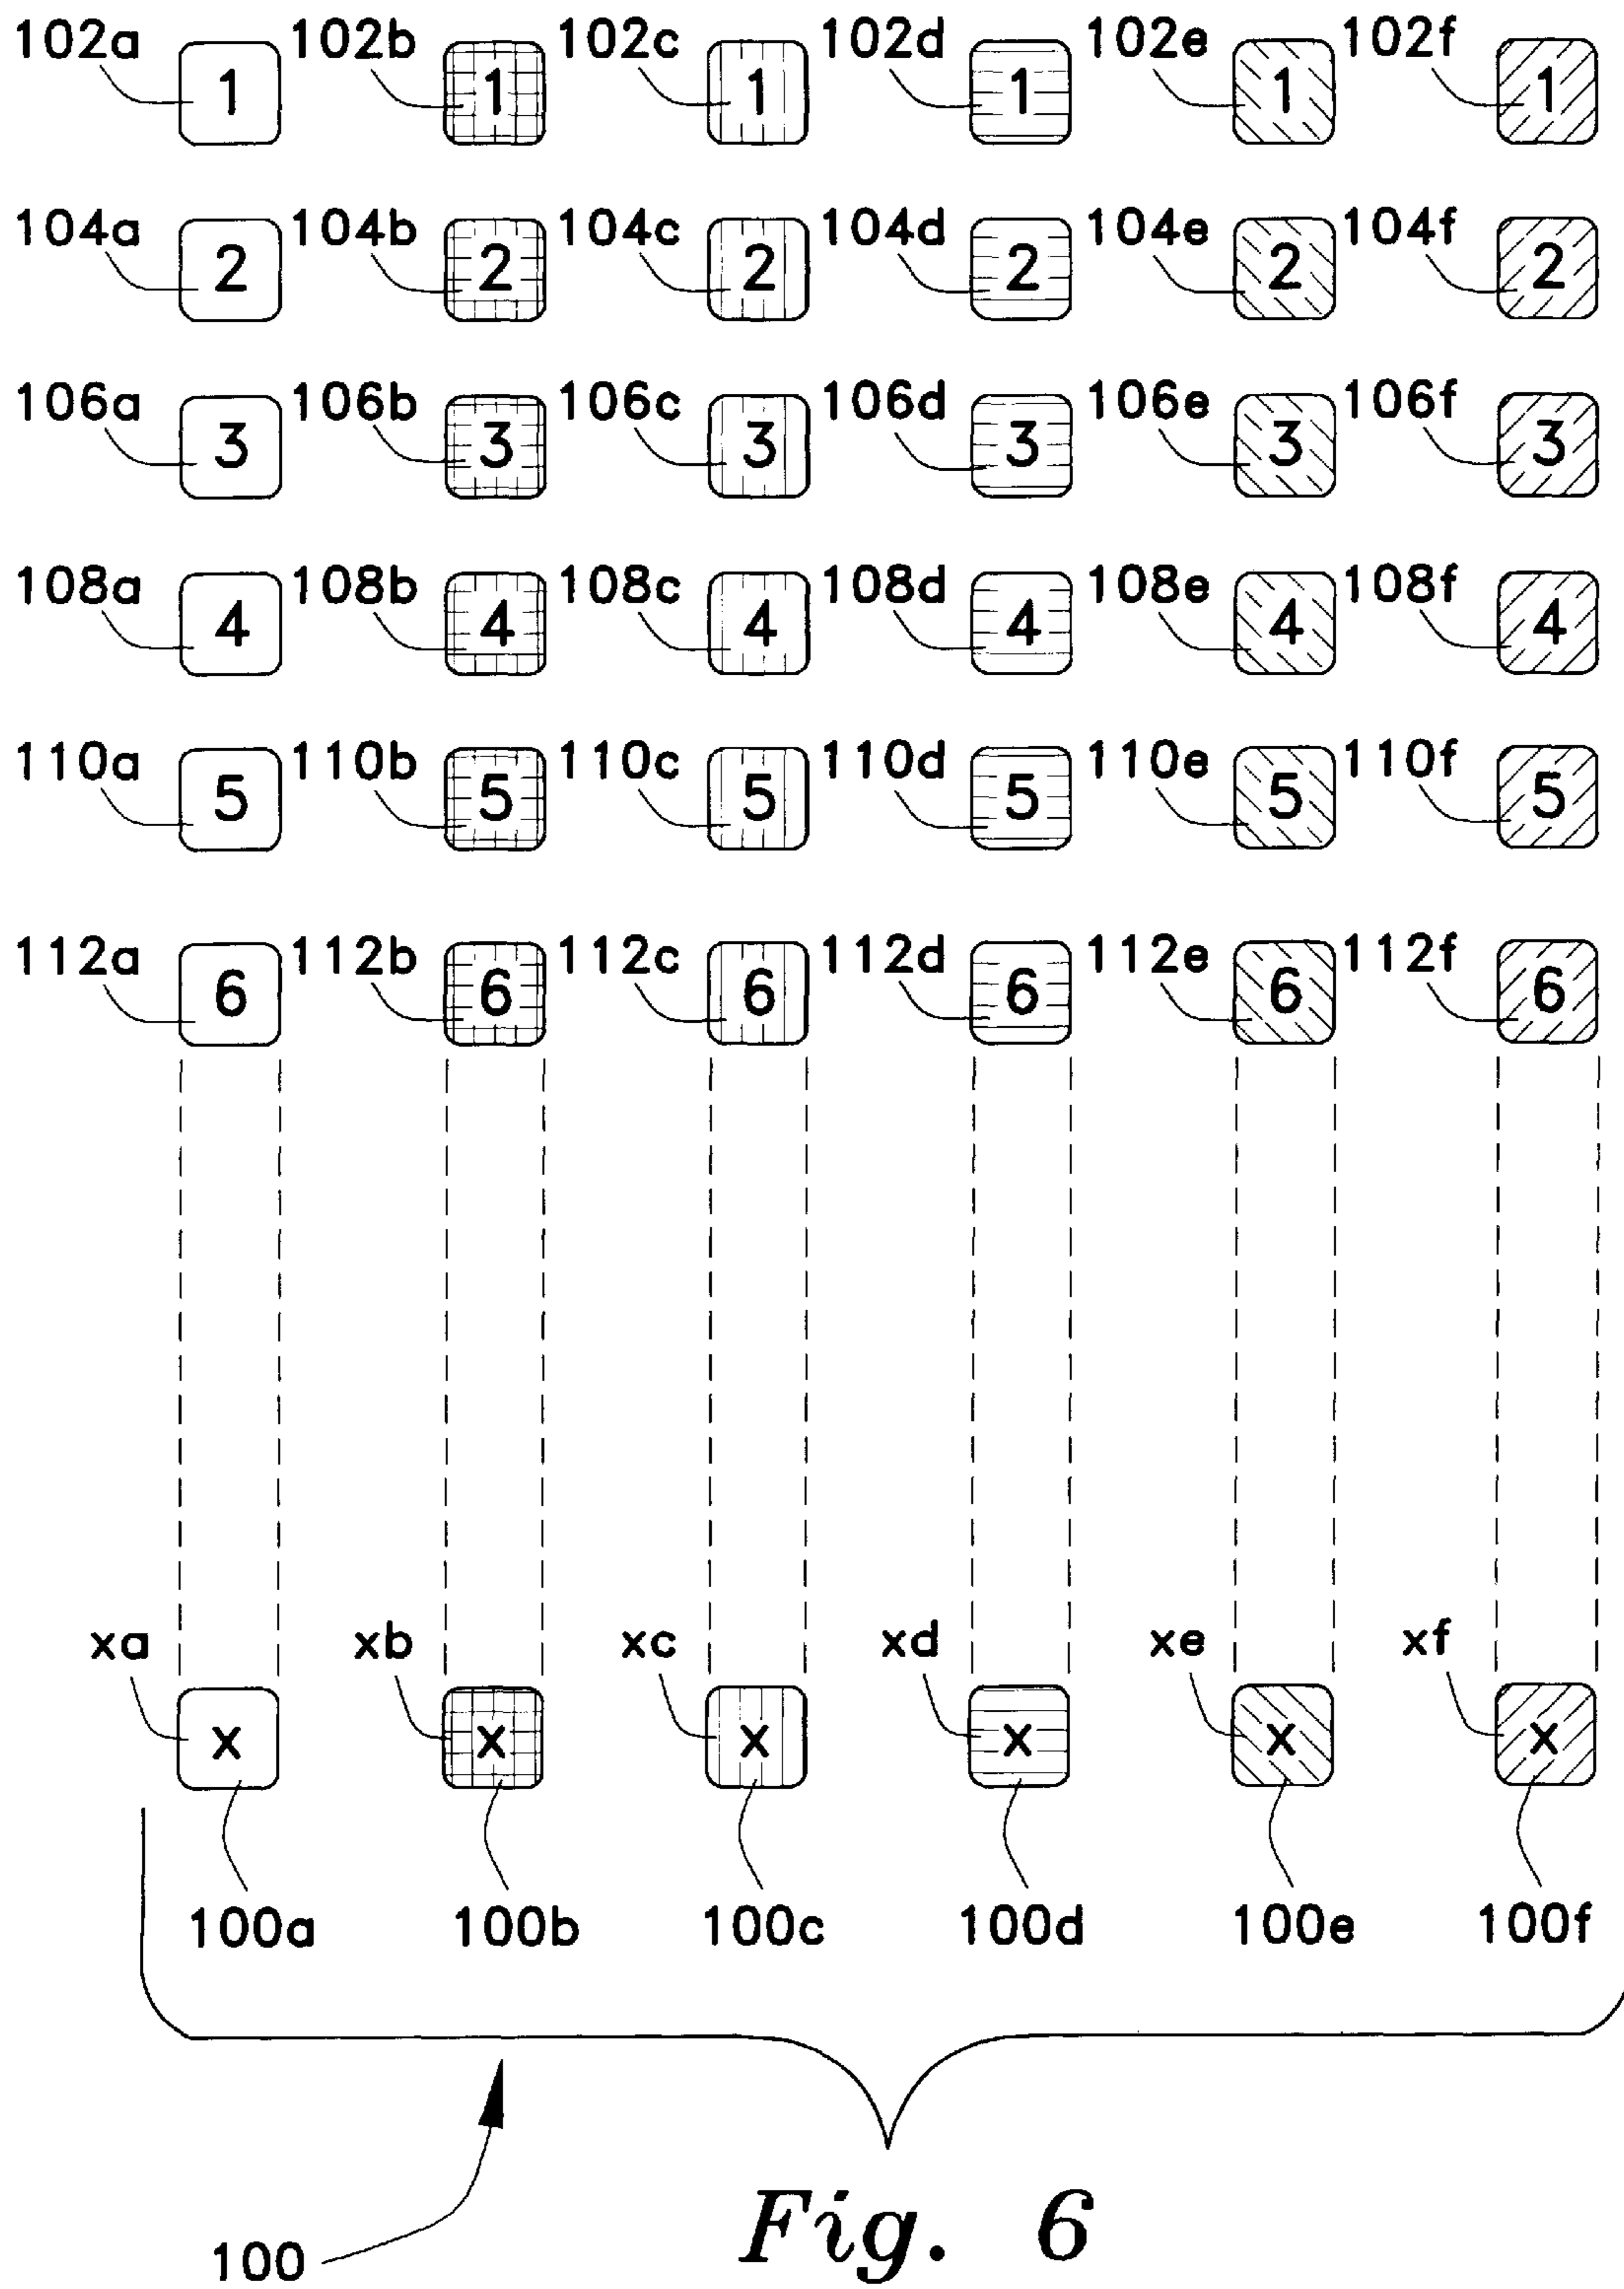 102a 102b 102c 102d 102e 102f
1 1 1 1 1 1
104a 104b 104c 104d 104e 104f
2 2 2 2 2 2
106a 106b 106c 106d 106e 106f
3 3 3 3 3 3
108a 108b 108c 108d 108e 108f
4 4 4 4 4 4
110a 110b 110c 110d 110e 110f
5 5 5 5 5 5
112a 112b 112c 112d 112e 112f
6 6 6 6 6 6
xa xb xc xd xe xf
x x x x x x
100a 100b 100c 100d 100e 100f
100
Fig. 6